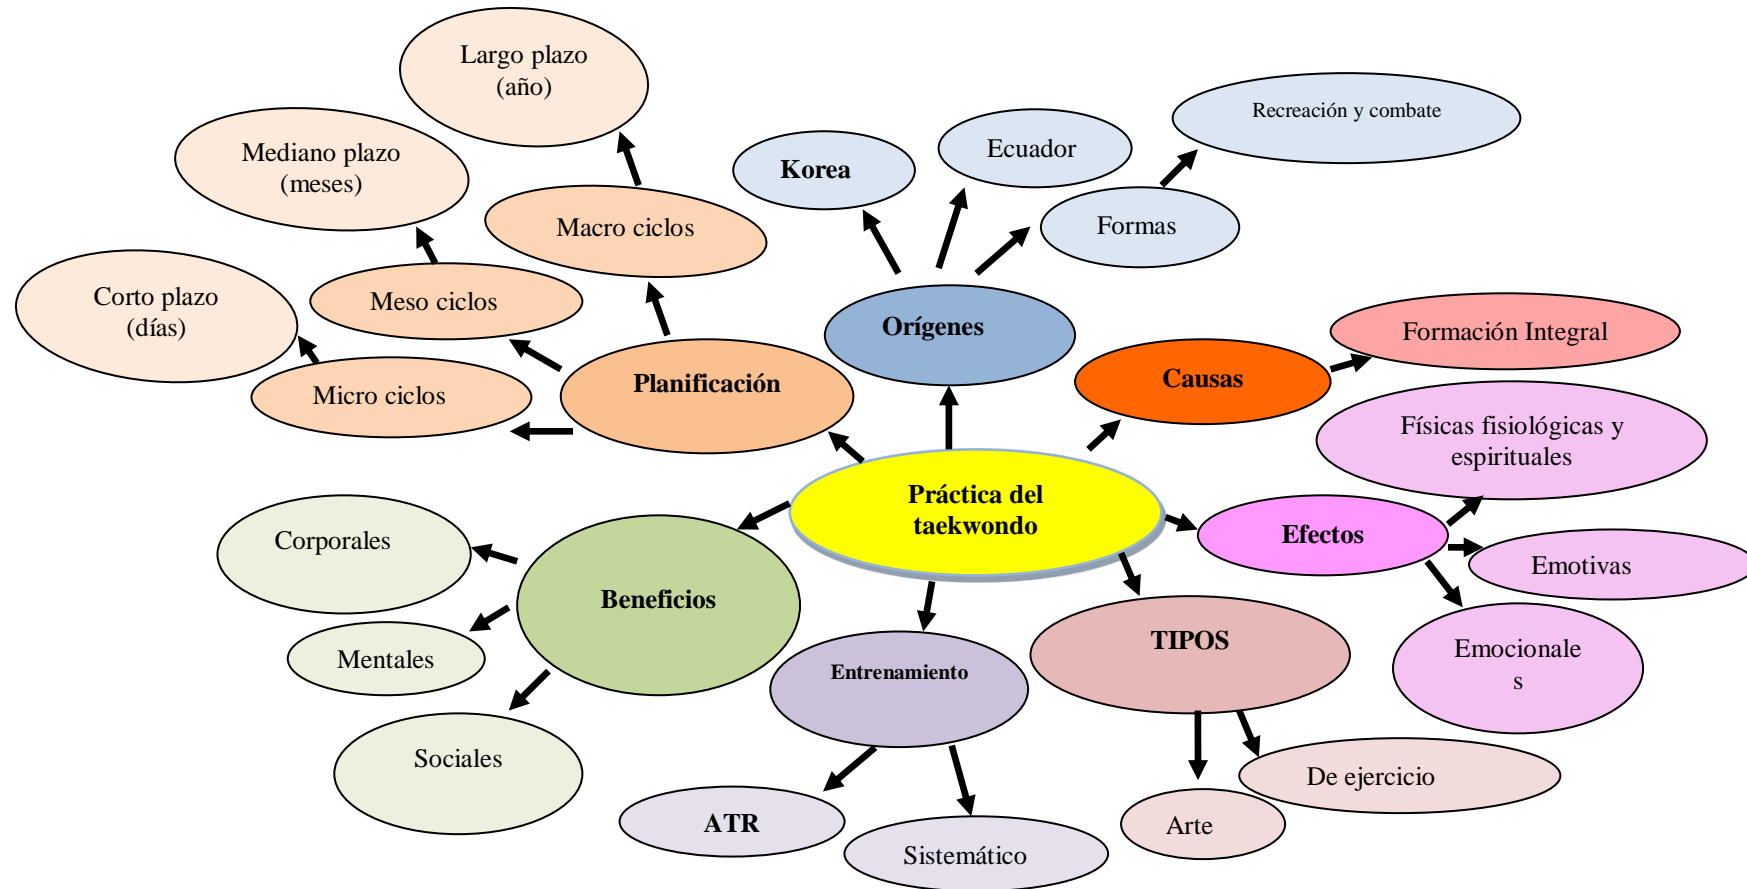 Largo plazo
(año)
Recreación y combate
Mediano plazo
(meses)
Ecuador
Korea
Macro ciclos
Formas
Corto plazo
(días)
Meso ciclos
Orígenes
Formación Integral
Planificación
Causas
Micro ciclos
Físicas fisiológicas y
espirituales
Práctica del
taekwondo
Efectos
Corporales
Emotivas
Beneficios
TIPOS
Emocionale
s
Mentales
Entrenamiento
Sociales
De ejercicio
ATR
Arte
Sistemático